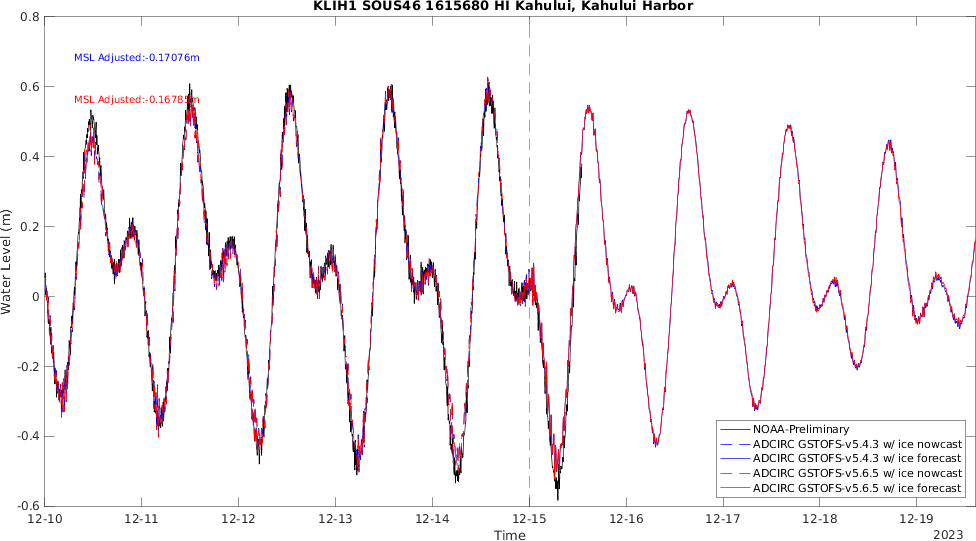 KLIH1 SOUS46 1615680 HI Kahului, Kahului Harbor
0.8
0.6
0.4
0.2
0
-0.2
-0.4
-0.6
Water Level (m)
MSL Adjusted:-0.17076m
MSL Adjusted:-0.16785m
NOAA-Preliminary
ADCIRC GSTOFS-v5.4.3 w/ ice nowcast
ADCIRC GSTOFS-v5.4.3 w/ ice forecast
ADCIRC GSTOFS-v5.6.5 w/ ice nowcast
ADCIRC GSTOFS-v5.6.5 w/ ice forecast
12-10 12-11 12-12 12-13 12-14 12-15 12-16 12-17 12-18 12-19
Time
2023